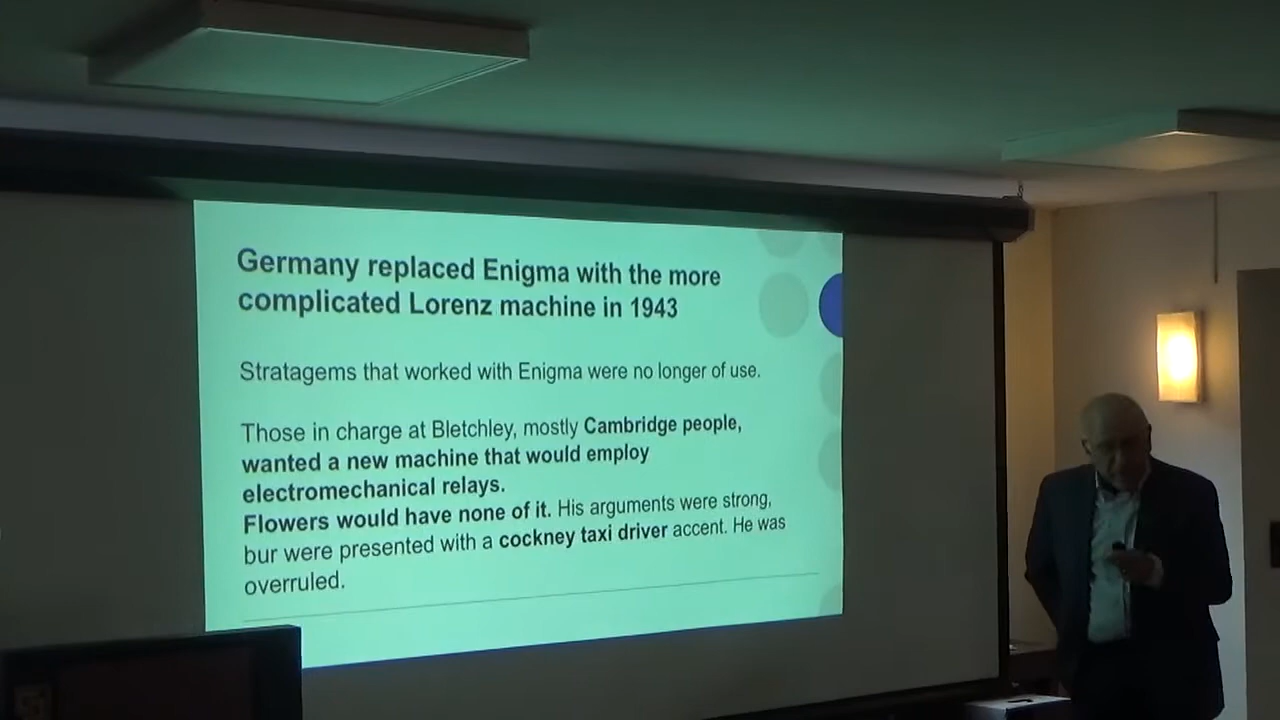 Germany replaced Enigma with the more
complicated Lorenz machine in 1943
Stratagems that worked with Enigma were no longer of use.
Those in charge at Bletchley, mostly Cambridge people,
wanted a new machine that would employ
electromechanical relays.
Flowers would have none of it. His arguments were strong,
bur were presented with a cockney taxi driver accent. He was
overruled.